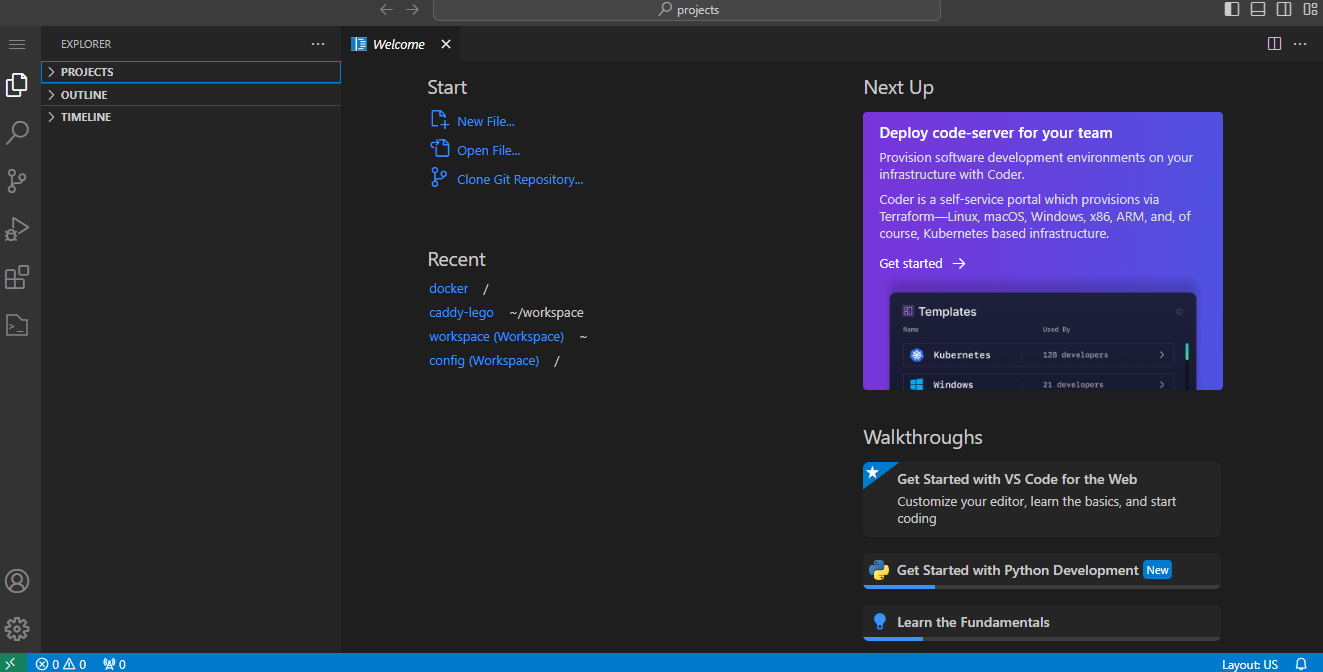 projects
EXPLORER
PROJECTS
OUTLINE
TIMELINE
Welcome
Start
New File...
Open File...
Clone Git Repository...
Recent
docker /
caddy-lego ~/workspace
workspace (Workspace) ~
config (Workspace) /
Next Up
Deploy code-server for your team
Provision software development environments on your
infrastructure with Coder.
Coder is a self-service portal which provisions via
Terraform—Linux, macOS, Windows, x86, ARM, and, of
course, Kubernetes based infrastructure.
Get started
Templates
Name Used By
Kubernetes 128 developers
Windows 21 developers
Walkthroughs
Get Started with VS Code for the Web
Customize your editor, learn the basics, and start
coding
Get Started with Python Development New
Learn the Fundamentals
0 0 0 Layout: US